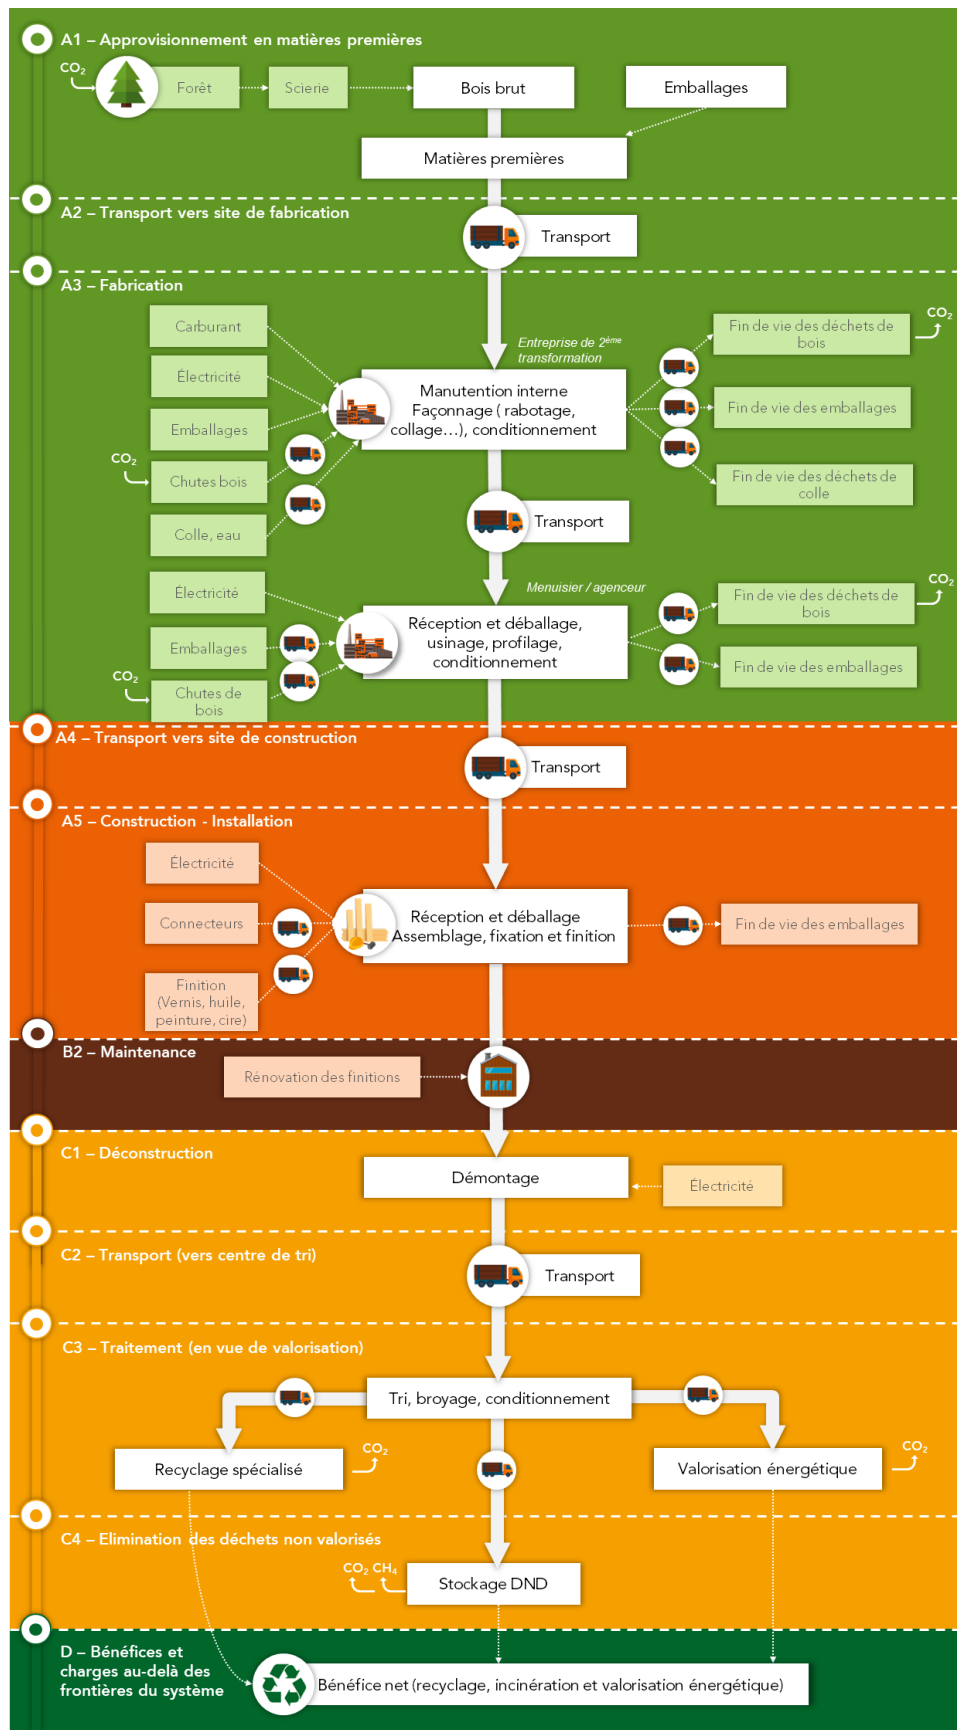 A1 – Approvisionnement en matières premières
CO₂
Forêt
Scierie
Bois brut
Emballages
Matières premières
A2 – Transport vers site de fabrication
Transport
A3 – Fabrication
Carburant
Électricité
Emballages
CO₂
Chutes bois
Colle, eau
Entreprise de 2ème
transformation
Manutention interne
Façonnage ( rabotage,
collage…), conditionnement
CO₂
Fin de vie des déchets de
bois
Fin de vie des emballages
Fin de vie des déchets de
colle
Transport
Menuisier / agenceur
Électricité
Emballages
CO₂
Chutes de
bois
Réception et déballage,
usinage, profilage,
conditionnement
CO₂
Fin de vie des déchets de
bois
Fin de vie des emballages
A4 – Transport vers site de construction
Transport
A5 – Construction - Installation
Électricité
Connecteurs
Finition
(Vernis, huile,
peinture, cire)
Réception et déballage
Assemblage, fixation et finition
Fin de vie des emballages
B2 – Maintenance
Rénovation des finitions
C1 – Déconstruction
Démontage
Électricité
C2 – Transport (vers centre de tri)
Transport
C3 – Traitement (en vue de valorisation)
Tri, broyage, conditionnement
Recyclage spécialisé
CO₂
Valorisation énergétique
CO₂
C4 – Elimination des déchets non valorisés
CO₂ CH₄
Stockage DND
D – Bénéfices et
charges au-delà des
frontières du système
Bénéfice net (recyclage, incinération et valorisation énergétique)